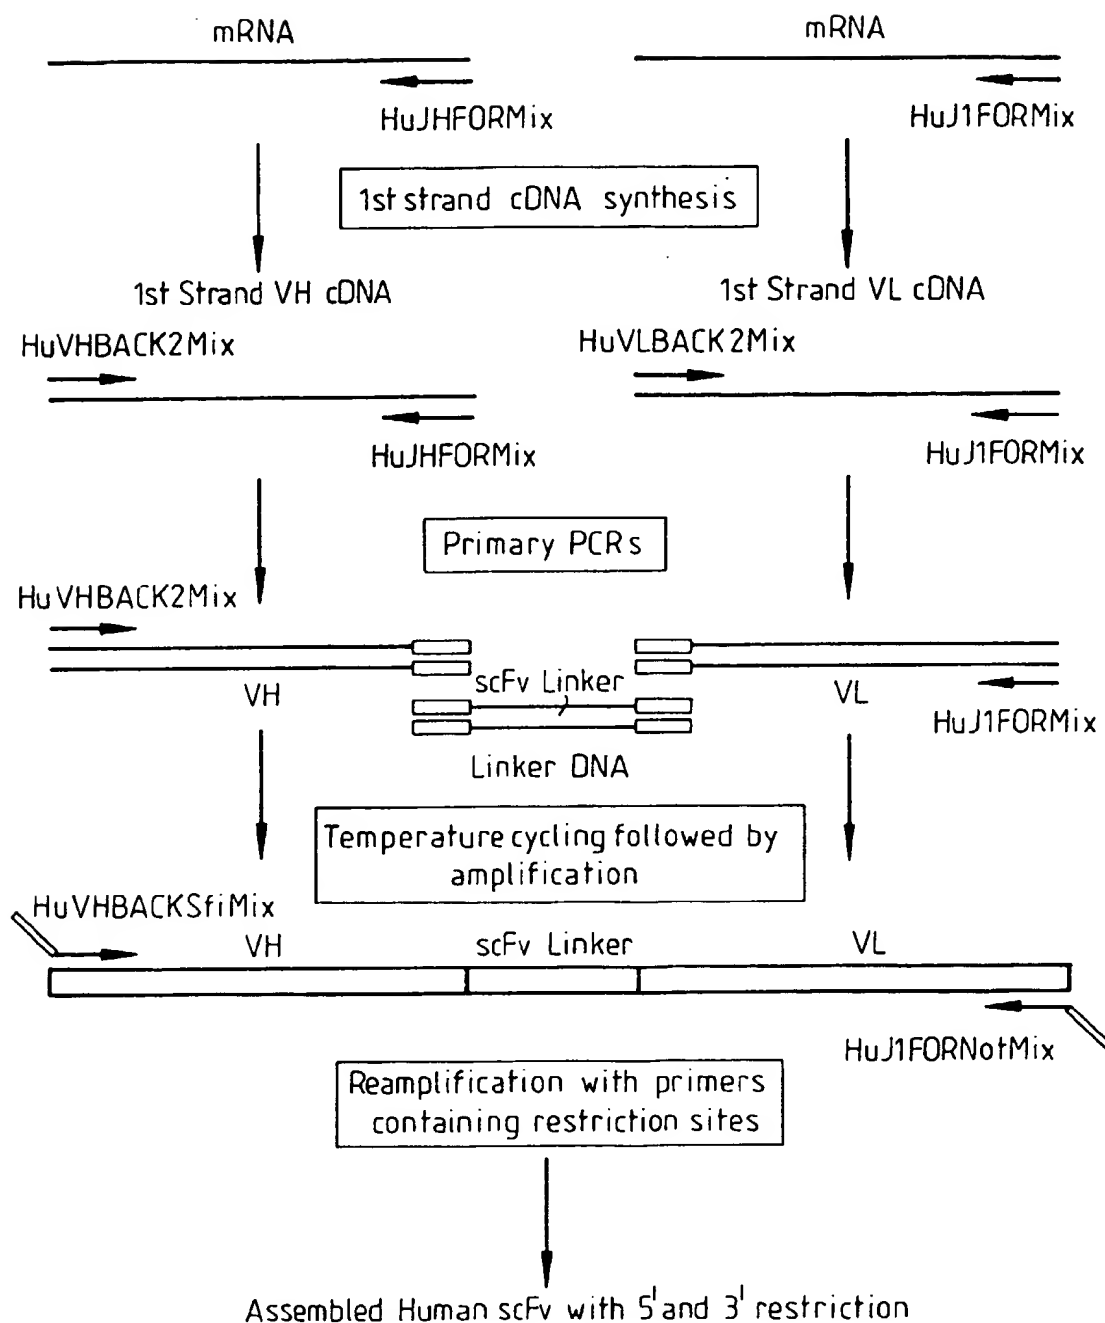 mRNA
mRNA
HuJHFORMix
HuJ1FORMix
1st strand cDNA synthesis
1st Strand VH cDNA
1st Strand VL cDNA
HuVHBACK2Mix
HuVLBACK2Mix
HuJHFORMix
HuJ1FORMix
Primary PCRs
HuVHBACK2Mix
VH
scFv Linker
VL
HuJ1FORMix
Linker DNA
Temperature cycling followed by
amplification
HuVHBACKSfiMix
VH
scFv Linker
VL
HuJ1FORNotMix
Reamplification with primers
containing restriction sites
Assembled Human scFv with 5' and 3' restriction